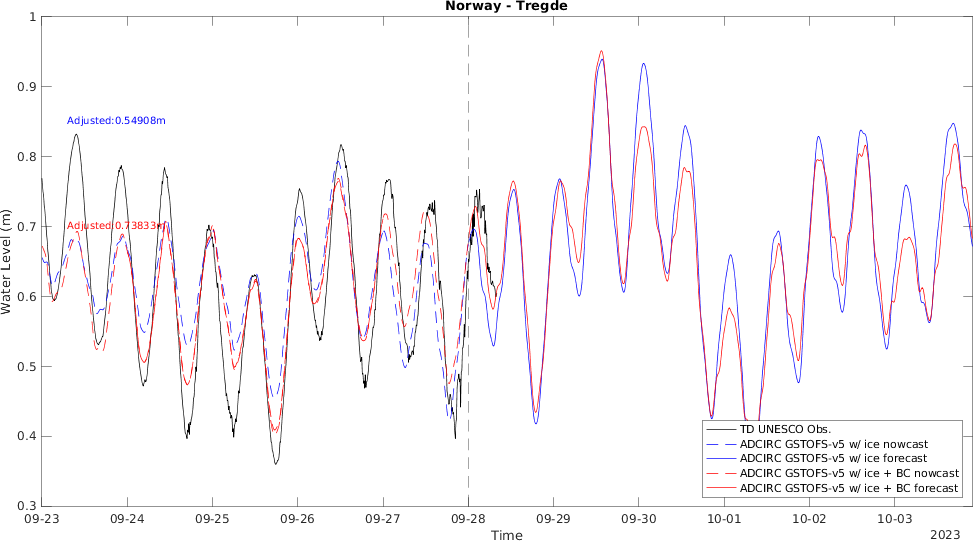 Norway - Tregde
1
0.9
0.8
0.7
0.6
0.5
0.4
0.3
Water Level (m)
Adjusted:0.54908m
Adjusted:0.73833m
TD UNESCO Obs.
ADCIRC GSTOFS-v5 w/ ice nowcast
ADCIRC GSTOFS-v5 w/ ice forecast
ADCIRC GSTOFS-v5 w/ ice + BC nowcast
ADCIRC GSTOFS-v5 w/ ice + BC forecast
09-23 09-24 09-25 09-26 09-27 09-28 09-29 09-30 10-01 10-02 10-03
Time
2023